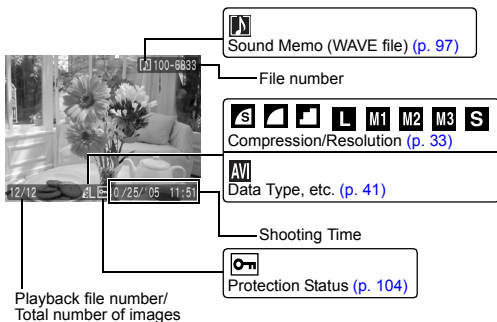 Sound Memo (WAVE file) (p. 97)
100-6833
File number
S L M1 M2 M3 S
Compression/Resolution (p. 33)
AVI
Data Type, etc. (p. 41)
12/12 SL 10/25/'05 11:51
Shooting Time
Protection Status (p. 104)
Playback file number/
Total number of images